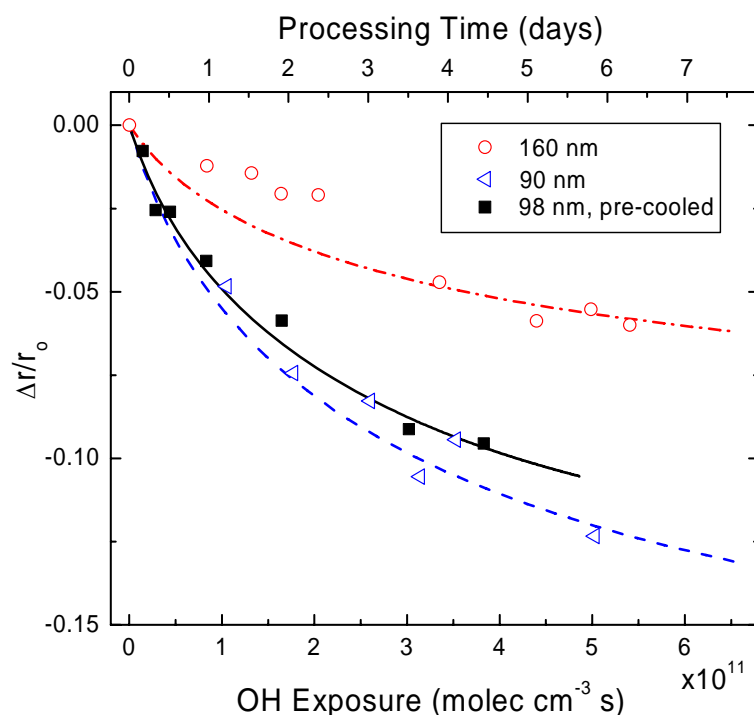 Processing Time (days)
0 1 2 3 4 5 6 7
0.00
-0.05
-0.10
-0.15
Δr/r₀
160 nm
90 nm
98 nm, pre-cooled
0 1 2 3 4 5 6
x10¹¹
OH Exposure (molec cm⁻³ s)